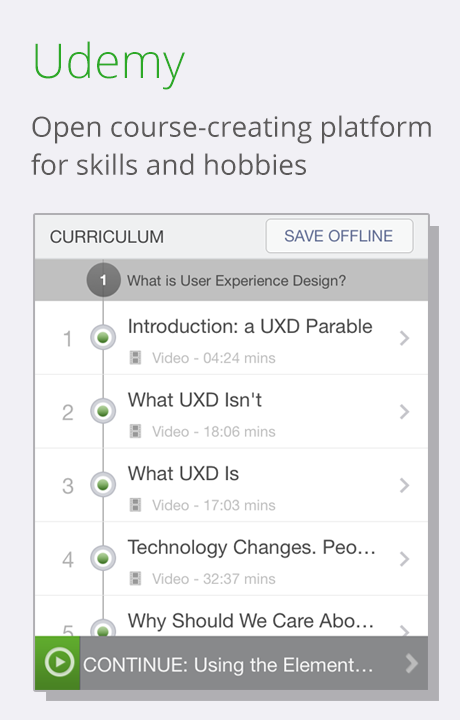 Udemy
Open course-creating platform
for skills and hobbies
CURRICULUM SAVE OFFLINE
1 What is User Experience Design?
1 Introduction: a UXD Parable
Video - 04:24 mins
2 What UXD Isn't
Video - 18:06 mins
3 What UXD Is
Video - 17:03 mins
4 Technology Changes. Peo…
Video - 32:37 mins
5 Why Should We Care Abo…
CONTINUE: Using the Element…